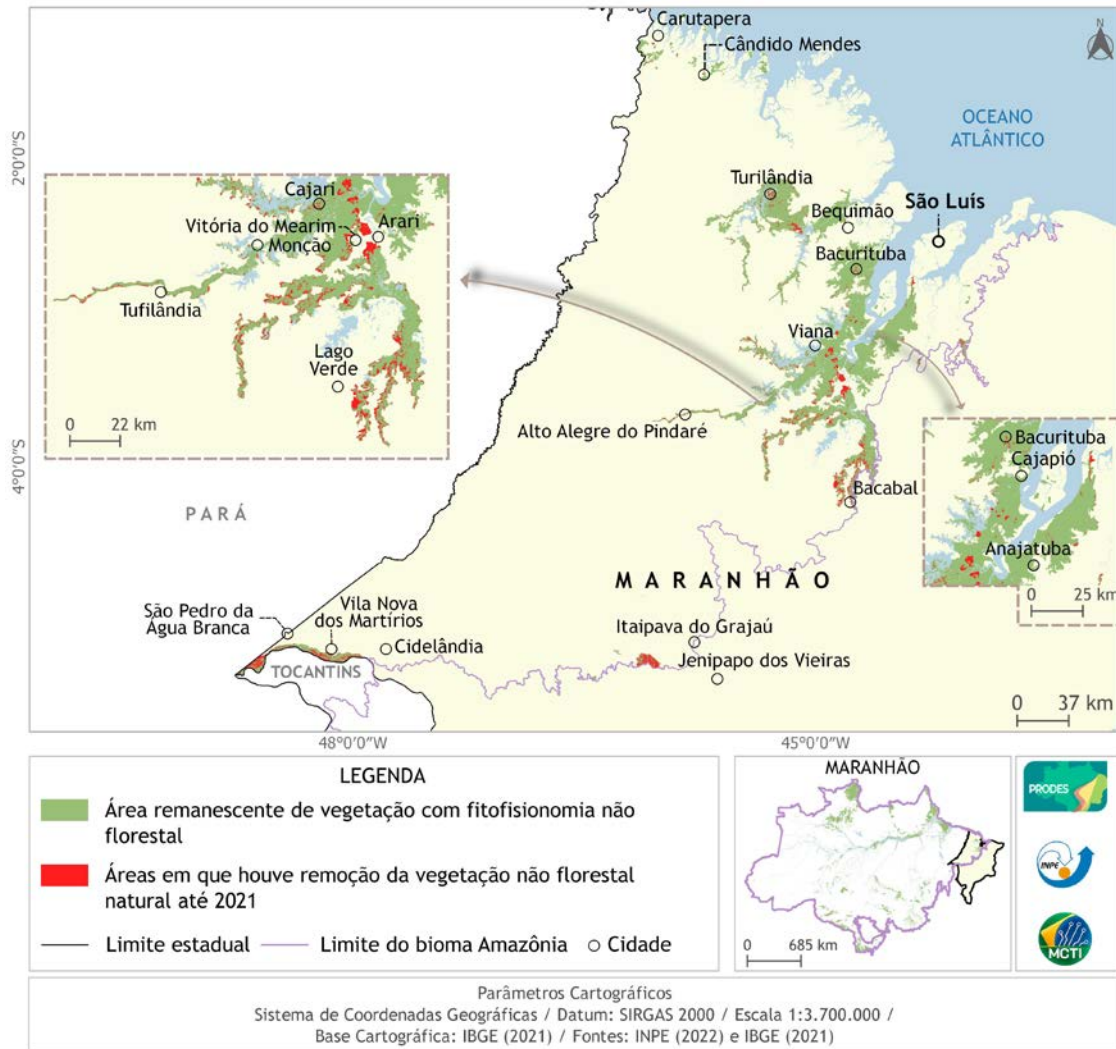 Carutapera
Cândido Mendes
N
OCEANO
ATLÂNTICO
2°0'0"S
Turilândia
Bequimão
São Luís
Bacurituba
Cajari
Vitória do Mearim
Arari
Monção
Tufilândia
Lago
Verde
0 22 km
Viana
Alto Alegre do Pindaré
4°0'0"S
Bacabal
Bacurituba
Cajapió
Anajatuba
0 25 km
PARÁ
MARANHÃO
São Pedro da
Água Branca
Vila Nova
dos Martírios
Cidelândia
TOCANTINS
Itaipava do Grajaú
Jenipapo dos Vieiras
0 37 km
48°0'0"W
45°0'0"W
LEGENDA
Área remanescente de vegetação com fitofisionomia não
florestal
Áreas em que houve remoção da vegetação não florestal
natural até 2021
Limite estadual
Limite do bioma Amazônia
Cidade
MARANHÃO
0 685 km
PRODES
INPE
MCTI
Parâmetros Cartográficos
Sistema de Coordenadas Geográficas / Datum: SIRGAS 2000 / Escala 1:3.700.000 /
Base Cartográfica: IBGE (2021) / Fontes: INPE (2022) e IBGE (2021)